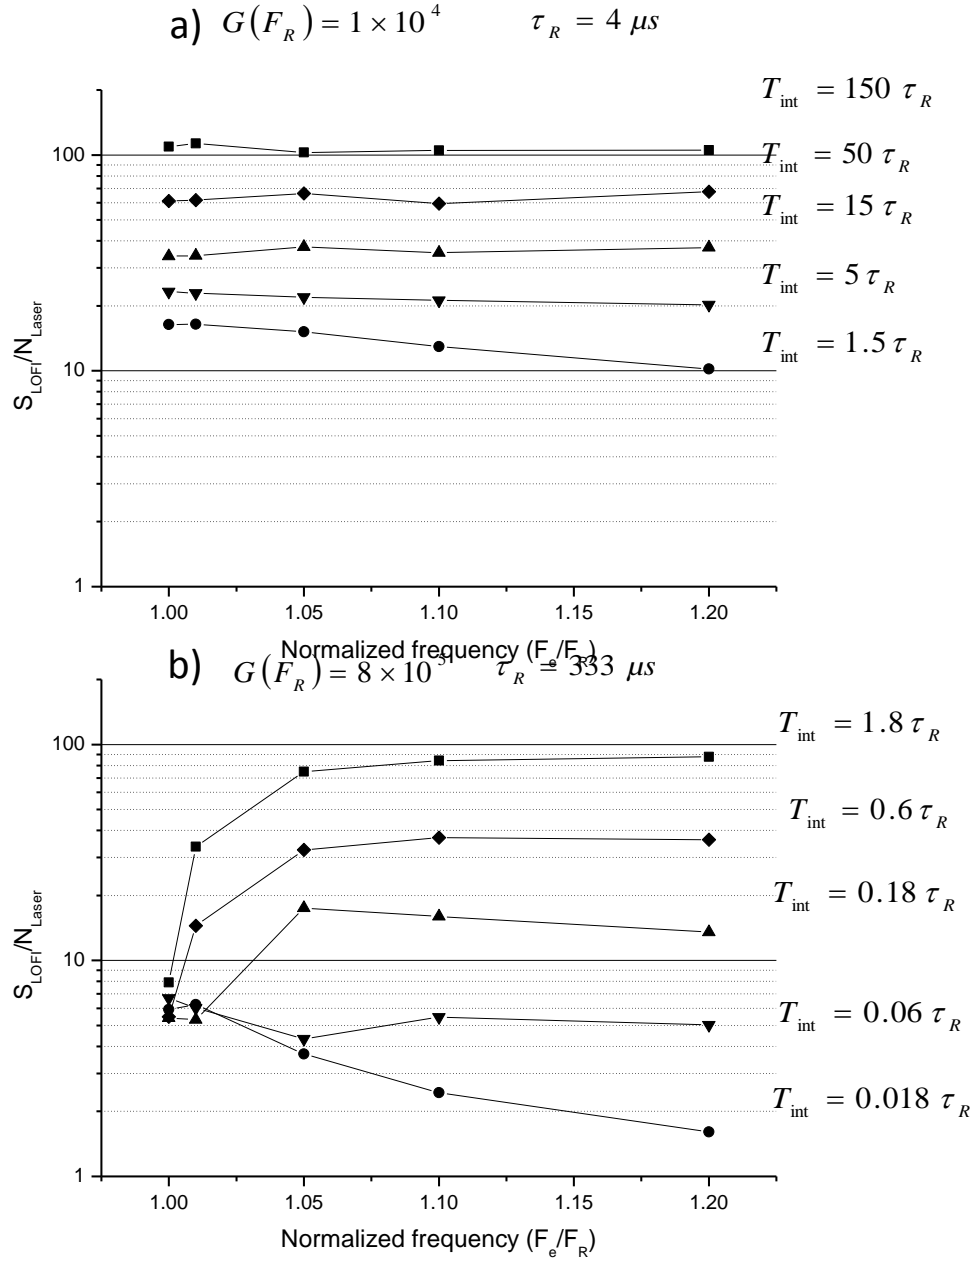 a) G(F_R) = 1 × 10^4 τ_R = 4 μs
T_int = 150 τ_R
100
T_int = 50 τ_R
T_int = 15 τ_R
T_int = 5 τ_R
T_int = 1.5 τ_R
10
S_LOFI/N_Laser
1
1.00 1.05 1.10 1.15 1.20
Normalized frequency (F_e/F_R)
b) G(F_R) = 8 × 10 τ_R = 333 μs
T_int = 1.8 τ_R
100
T_int = 0.6 τ_R
T_int = 0.18 τ_R
10
S_LOFI/N_Laser
T_int = 0.06 τ_R
T_int = 0.018 τ_R
1
1.00 1.05 1.10 1.15 1.20
Normalized frequency (F_e/F_R)